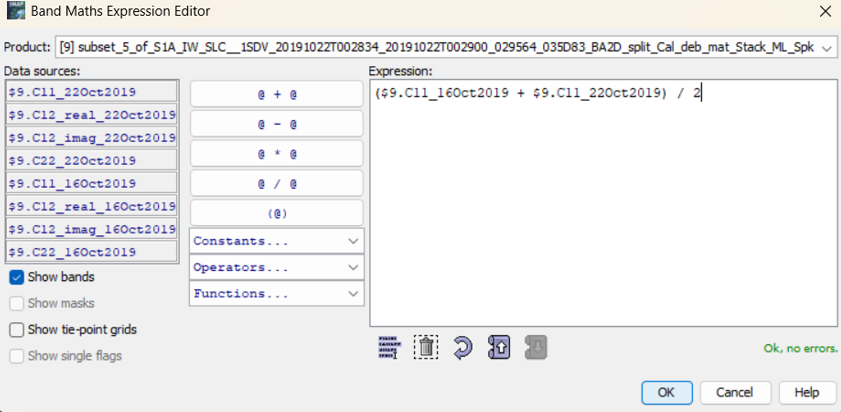 SNAP Band Maths Expression Editor
Product: [9] subset_5_of_S1A_IW_SLC__1SDV_20191022T002834_20191022T002900_029564_035D83_BA2D_split_Cal_deb_mat_Stack_ML_Spk
Data sources: Expression:
$9.C11_22Oct2019 @ + @ ($9.C11_16Oct2019 + $9.C11_22Oct2019) / 2
$9.C12_real_22Oct2019
$9.C12_imag_22Oct2019 @ - @
$9.C22_22Oct2019 @ * @
$9.C11_16Oct2019 @ / @
$9.C12_real_16Oct2019 (@)
$9.C12_imag_16Oct2019 Constants...
$9.C22_16Oct2019 Operators...
Show bands
Show masks Functions...
Show tie-point grids
Show single flags Ok, no errors.
OK Cancel Help